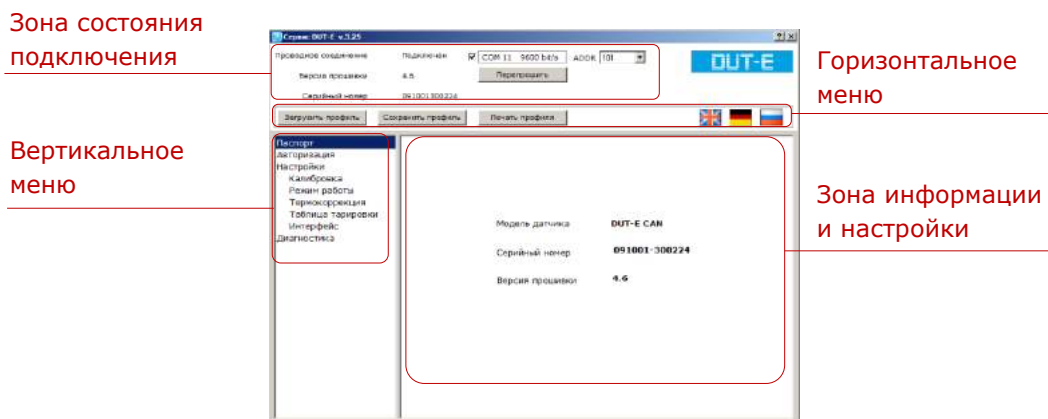 Зона состояния
подключения
Сервис DUT-E v.3.25
Проводное соединение Подключен COM 11 9600 bit/s ADDR 101
DUT-E
Версия прошивки 4.6 Перепрошить
Серийный номер 091001300224
Горизонтальное
меню
Загрузить профиль Сохранить профиль Печать профиля
Вертикальное
меню
Паспорт
Авторизация
Настройки
Калибровка
Режим работы
Термокоррекция
Таблица тарировки
Интерфейс
Диагностика
Модель датчика DUT-E CAN
Серийный номер 091001-300224
Версия прошивки 4.6
Зона информации
и настройки